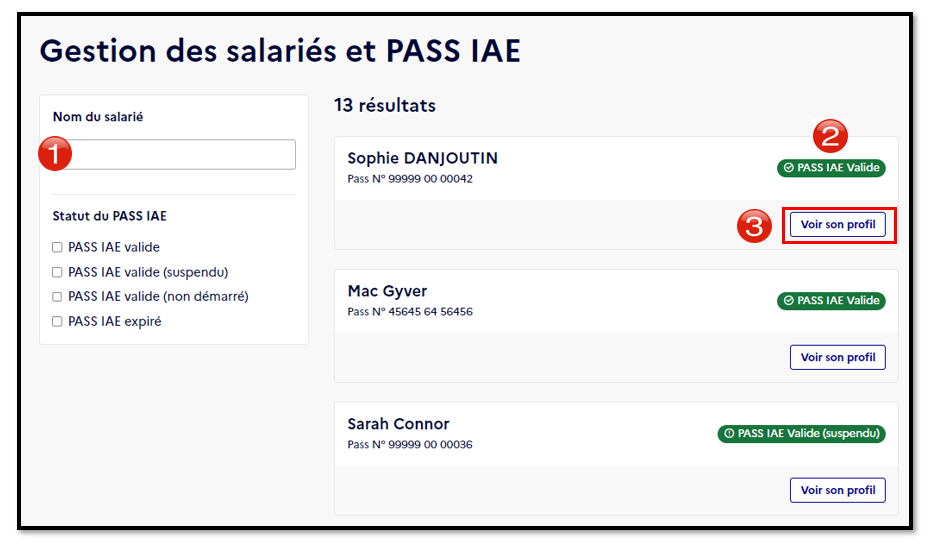 Gestion des salariés et PASS IAE
Nom du salarié
1
Statut du PASS IAE
PASS IAE valide
PASS IAE valide (suspendu)
PASS IAE valide (non démarré)
PASS IAE expiré
13 résultats
2
Sophie DANJOUTIN
PASS IAE Valide
Pass N° 99999 00 00042
3
Voir son profil
Mac Gyver
PASS IAE Valide
Pass N° 45645 64 56456
Voir son profil
Sarah Connor
PASS IAE Valide (suspendu)
Pass N° 99999 00 00036
Voir son profil